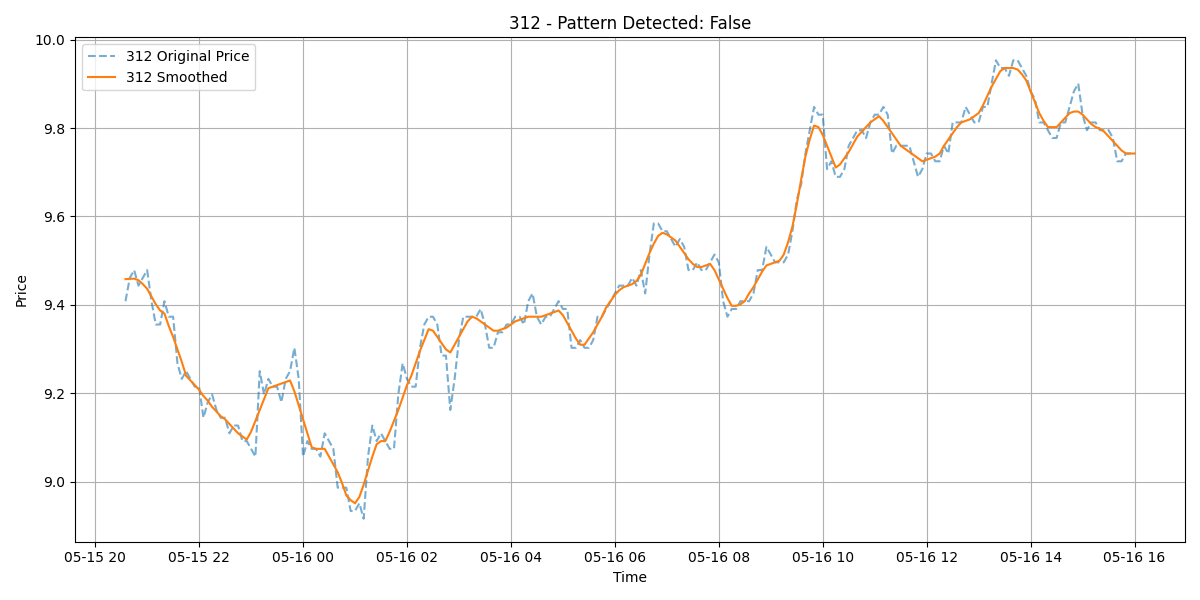 312 - Pattern Detected: False
312 Original Price
312 Smoothed
Price
10.0
9.8
9.6
9.4
9.2
9.0
05-15 20 05-15 22 05-16 00 05-16 02 05-16 04 05-16 06 05-16 08 05-16 10 05-16 12 05-16 14 05-16 16
Time